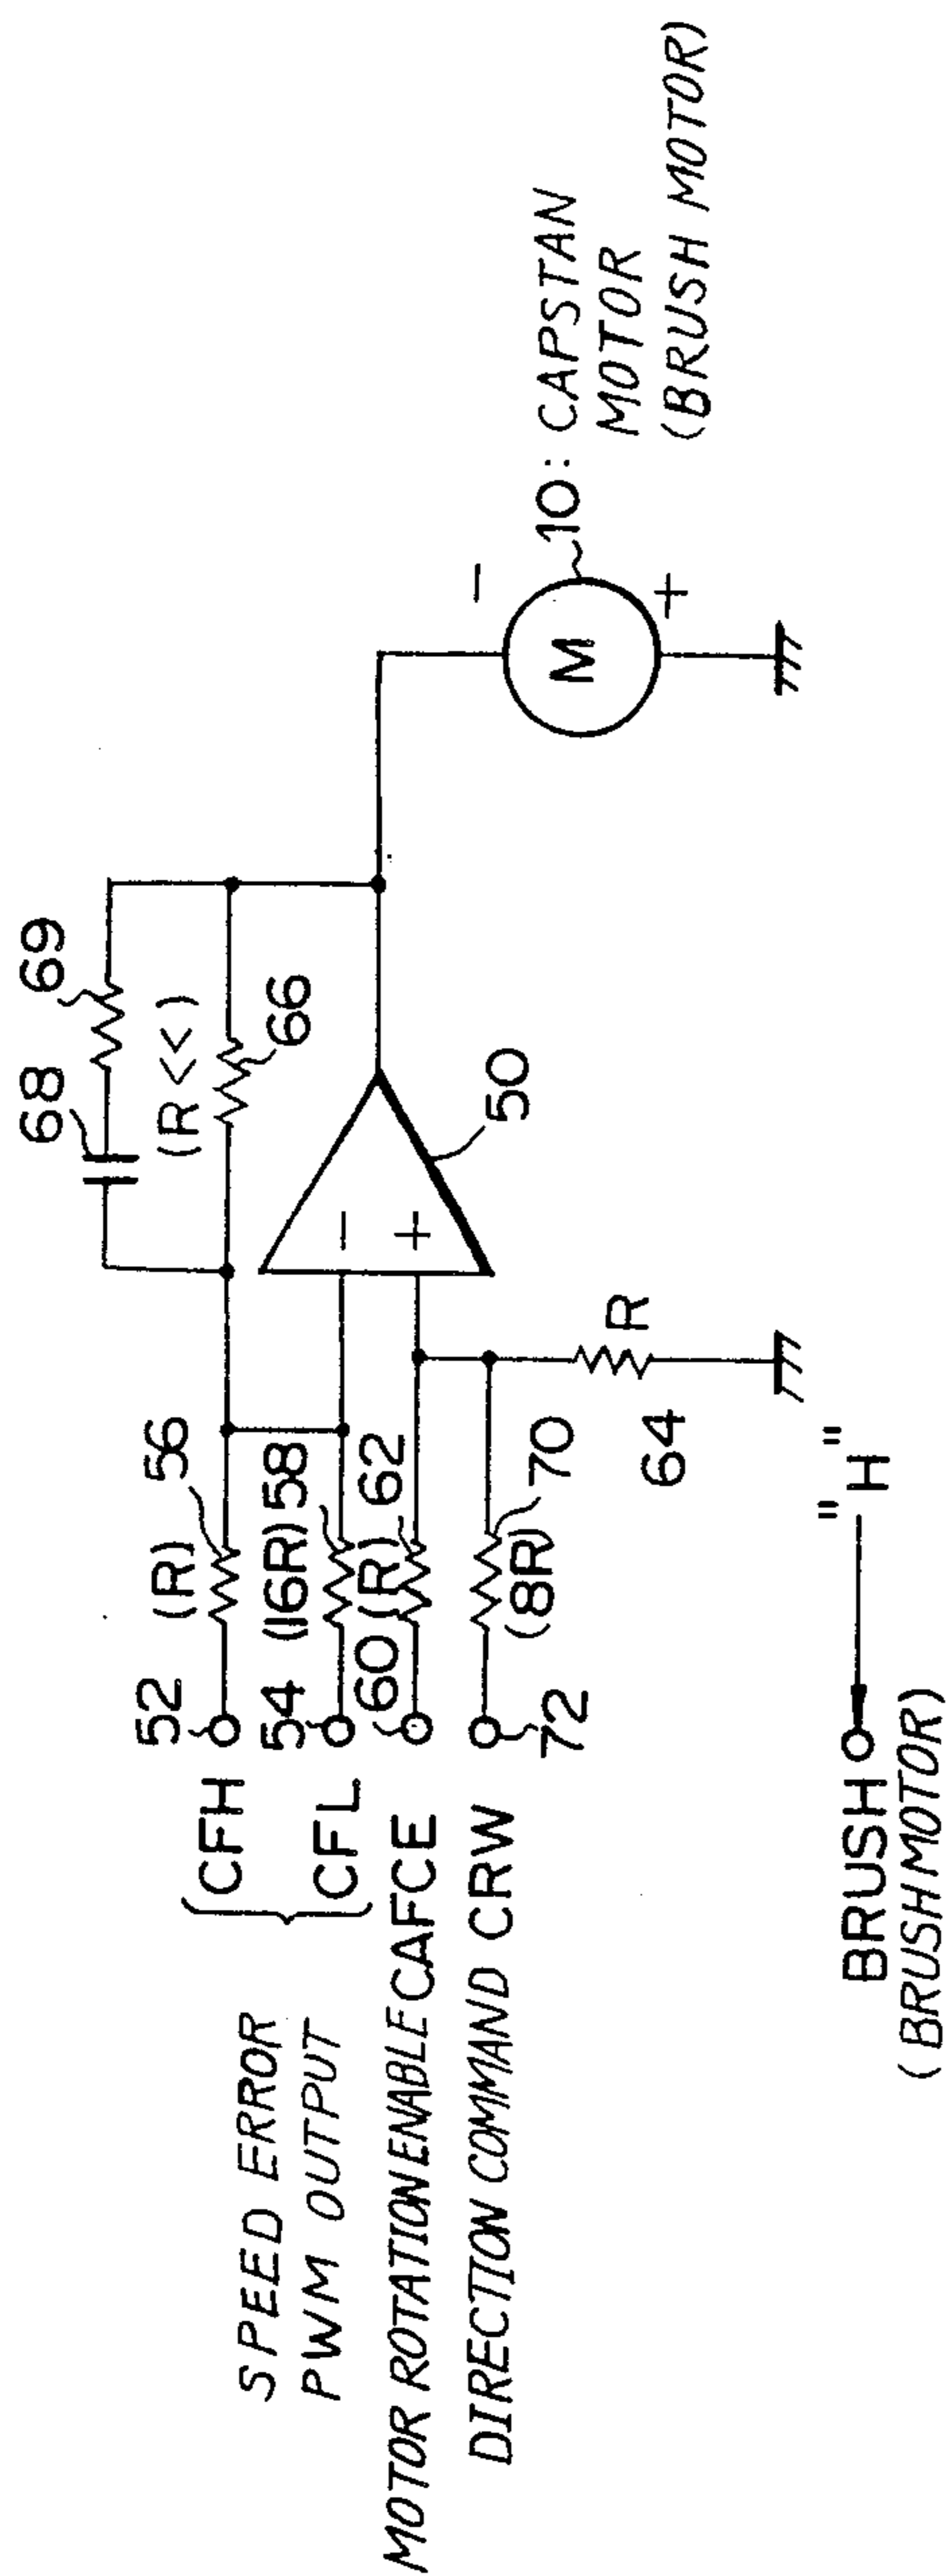 68 69
(R <<)
66
56
(R)
52
CFH
SPEED ERROR
PWM OUTPUT
54 (16R) 58
CFL
60 (R) 62
MOTOR ROTATION ENABLE CAFCE
DIRECTION COMMAND CRW
72
(8R) 70
−
+
50
R
64
−
M
+
10: CAPSTAN
MOTOR
(BRUSH MOTOR)
BRUSH "H"
(BRUSH MOTOR)